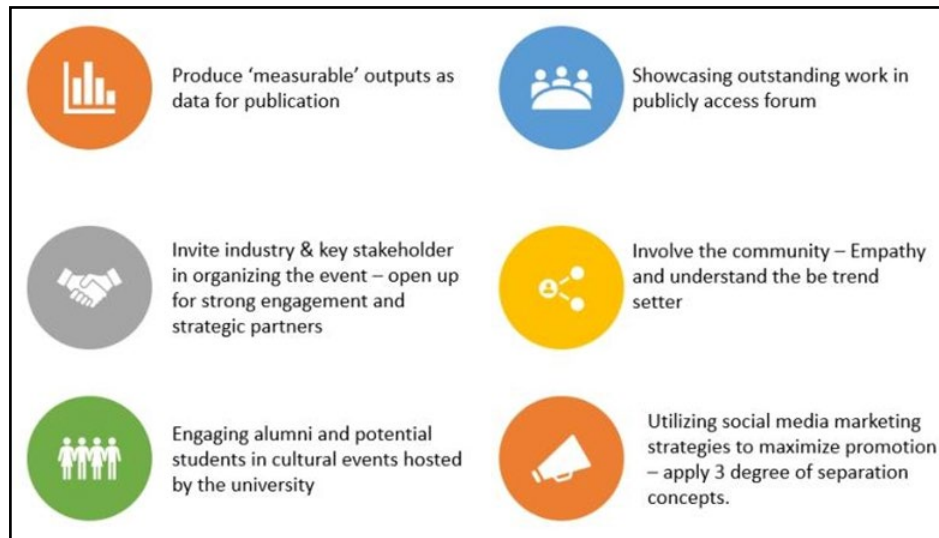 Produce ‘measurable’ outputs as
data for publication
Showcasing outstanding work in
publicly access forum
Invite industry & key stakeholder
in organizing the event – open up
for strong engagement and
strategic partners
Involve the community – Empathy
and understand the be trend
setter
Engaging alumni and potential
students in cultural events hosted
by the university
Utilizing social media marketing
strategies to maximize promotion
– apply 3 degree of separation
concepts.